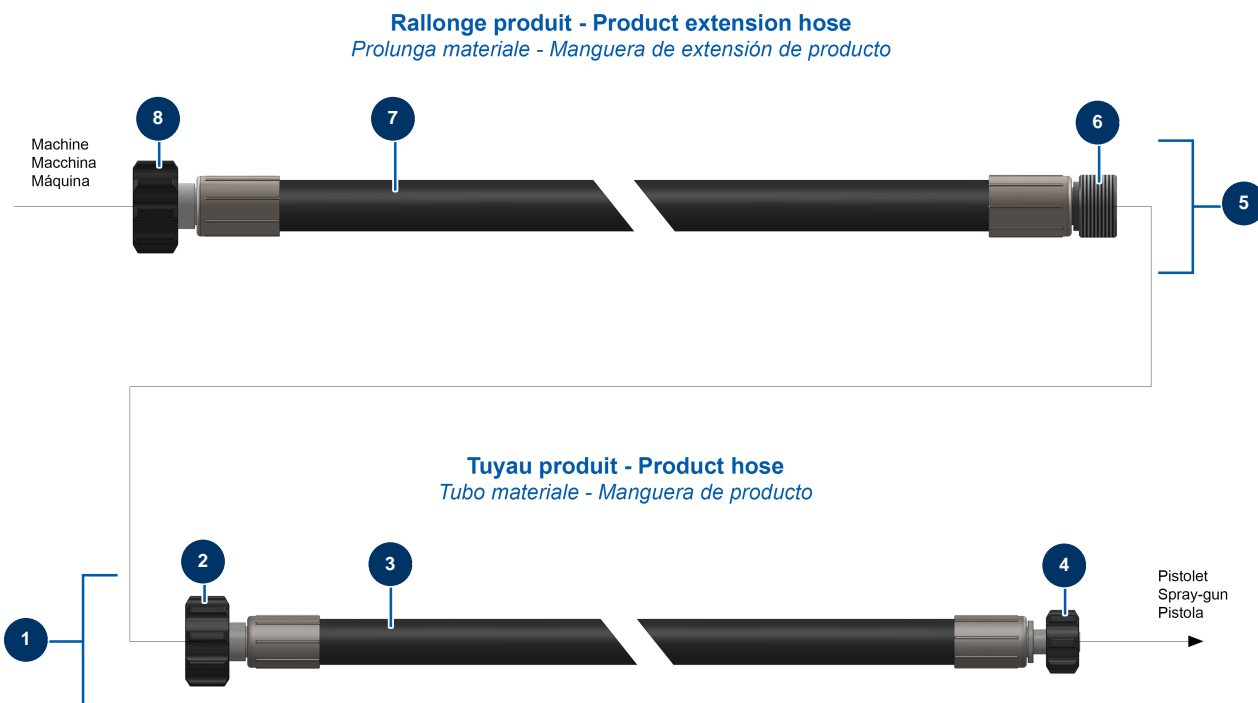 Rallonge produit - Product extension hose
Prolunga materiale - Manguera de extensión de producto
8
7
6
Machine
Macchina
Máquina
5
Tuyau produit - Product hose
Tubo materiale - Manguera de producto
2
3
4
Pistolet
Spray-gun
Pistola
1